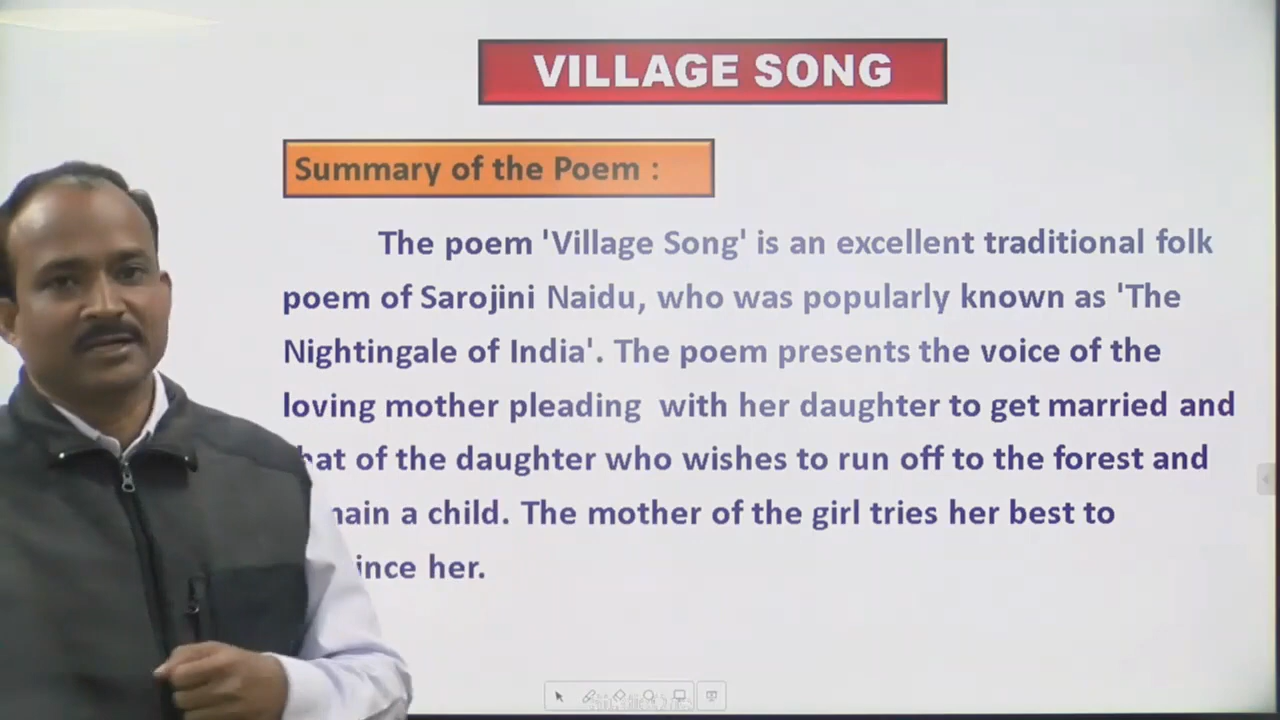 VILLAGE SONG
Summary of the Poem :
The poem 'Village Song' is an excellent traditional folk
poem of Sarojini Naidu, who was popularly known as 'The
Nightingale of India'. The poem presents the voice of the
loving mother pleading with her daughter to get married and
hat of the daughter who wishes to run off to the forest and
ain a child. The mother of the girl tries her best to
ince her.